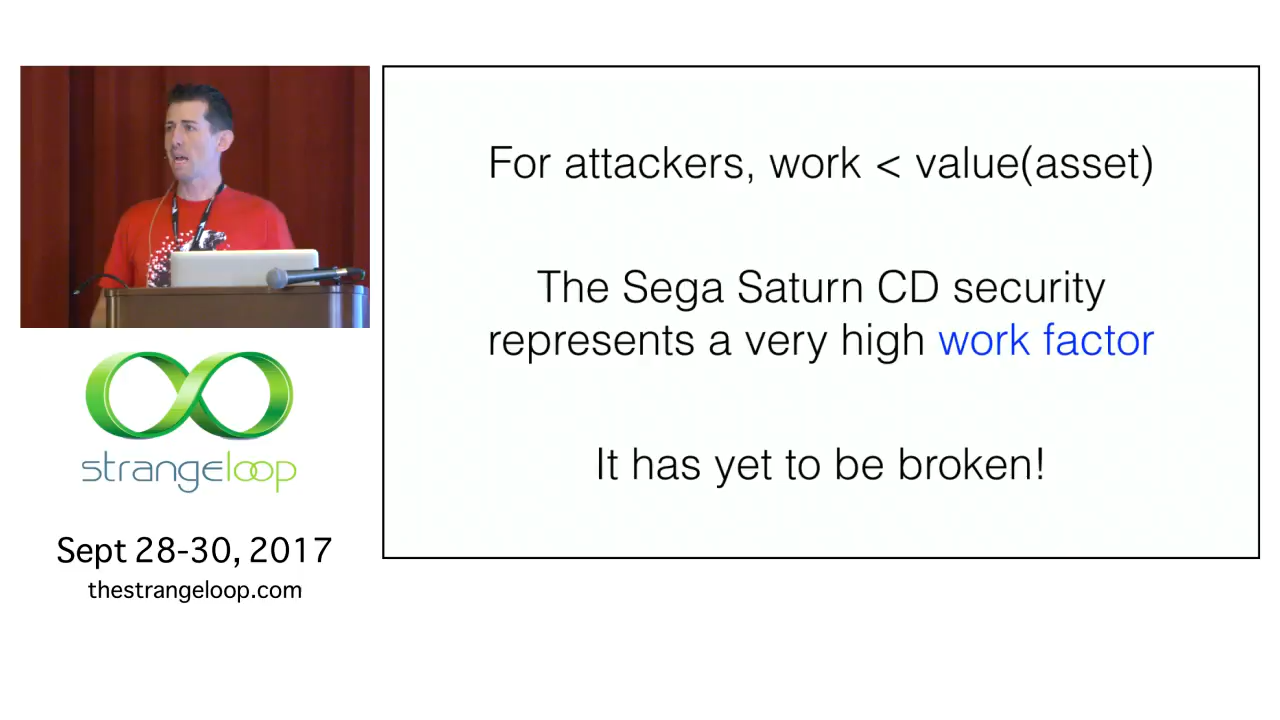 For attackers, work < value(asset)
The Sega Saturn CD security
represents a very high work factor
It has yet to be broken!
strangeloop
Sept 28-30, 2017
thestrangeloop.com